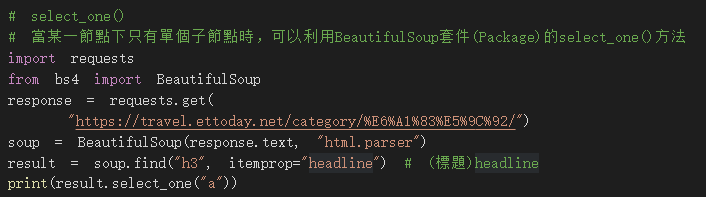 # select_one()
# 當某一節點下只有單個子節點時，可以利用BeautifulSoup套件(Package)的select_one()方法
import requests
from bs4 import BeautifulSoup
response = requests.get(
"https://travel.ettoday.net/category/%E6%A1%83%E5%9C%92/")
soup = BeautifulSoup(response.text, "html.parser")
result = soup.find("h3", itemprop="headline") # (標題)headline
print(result.select_one("a"))